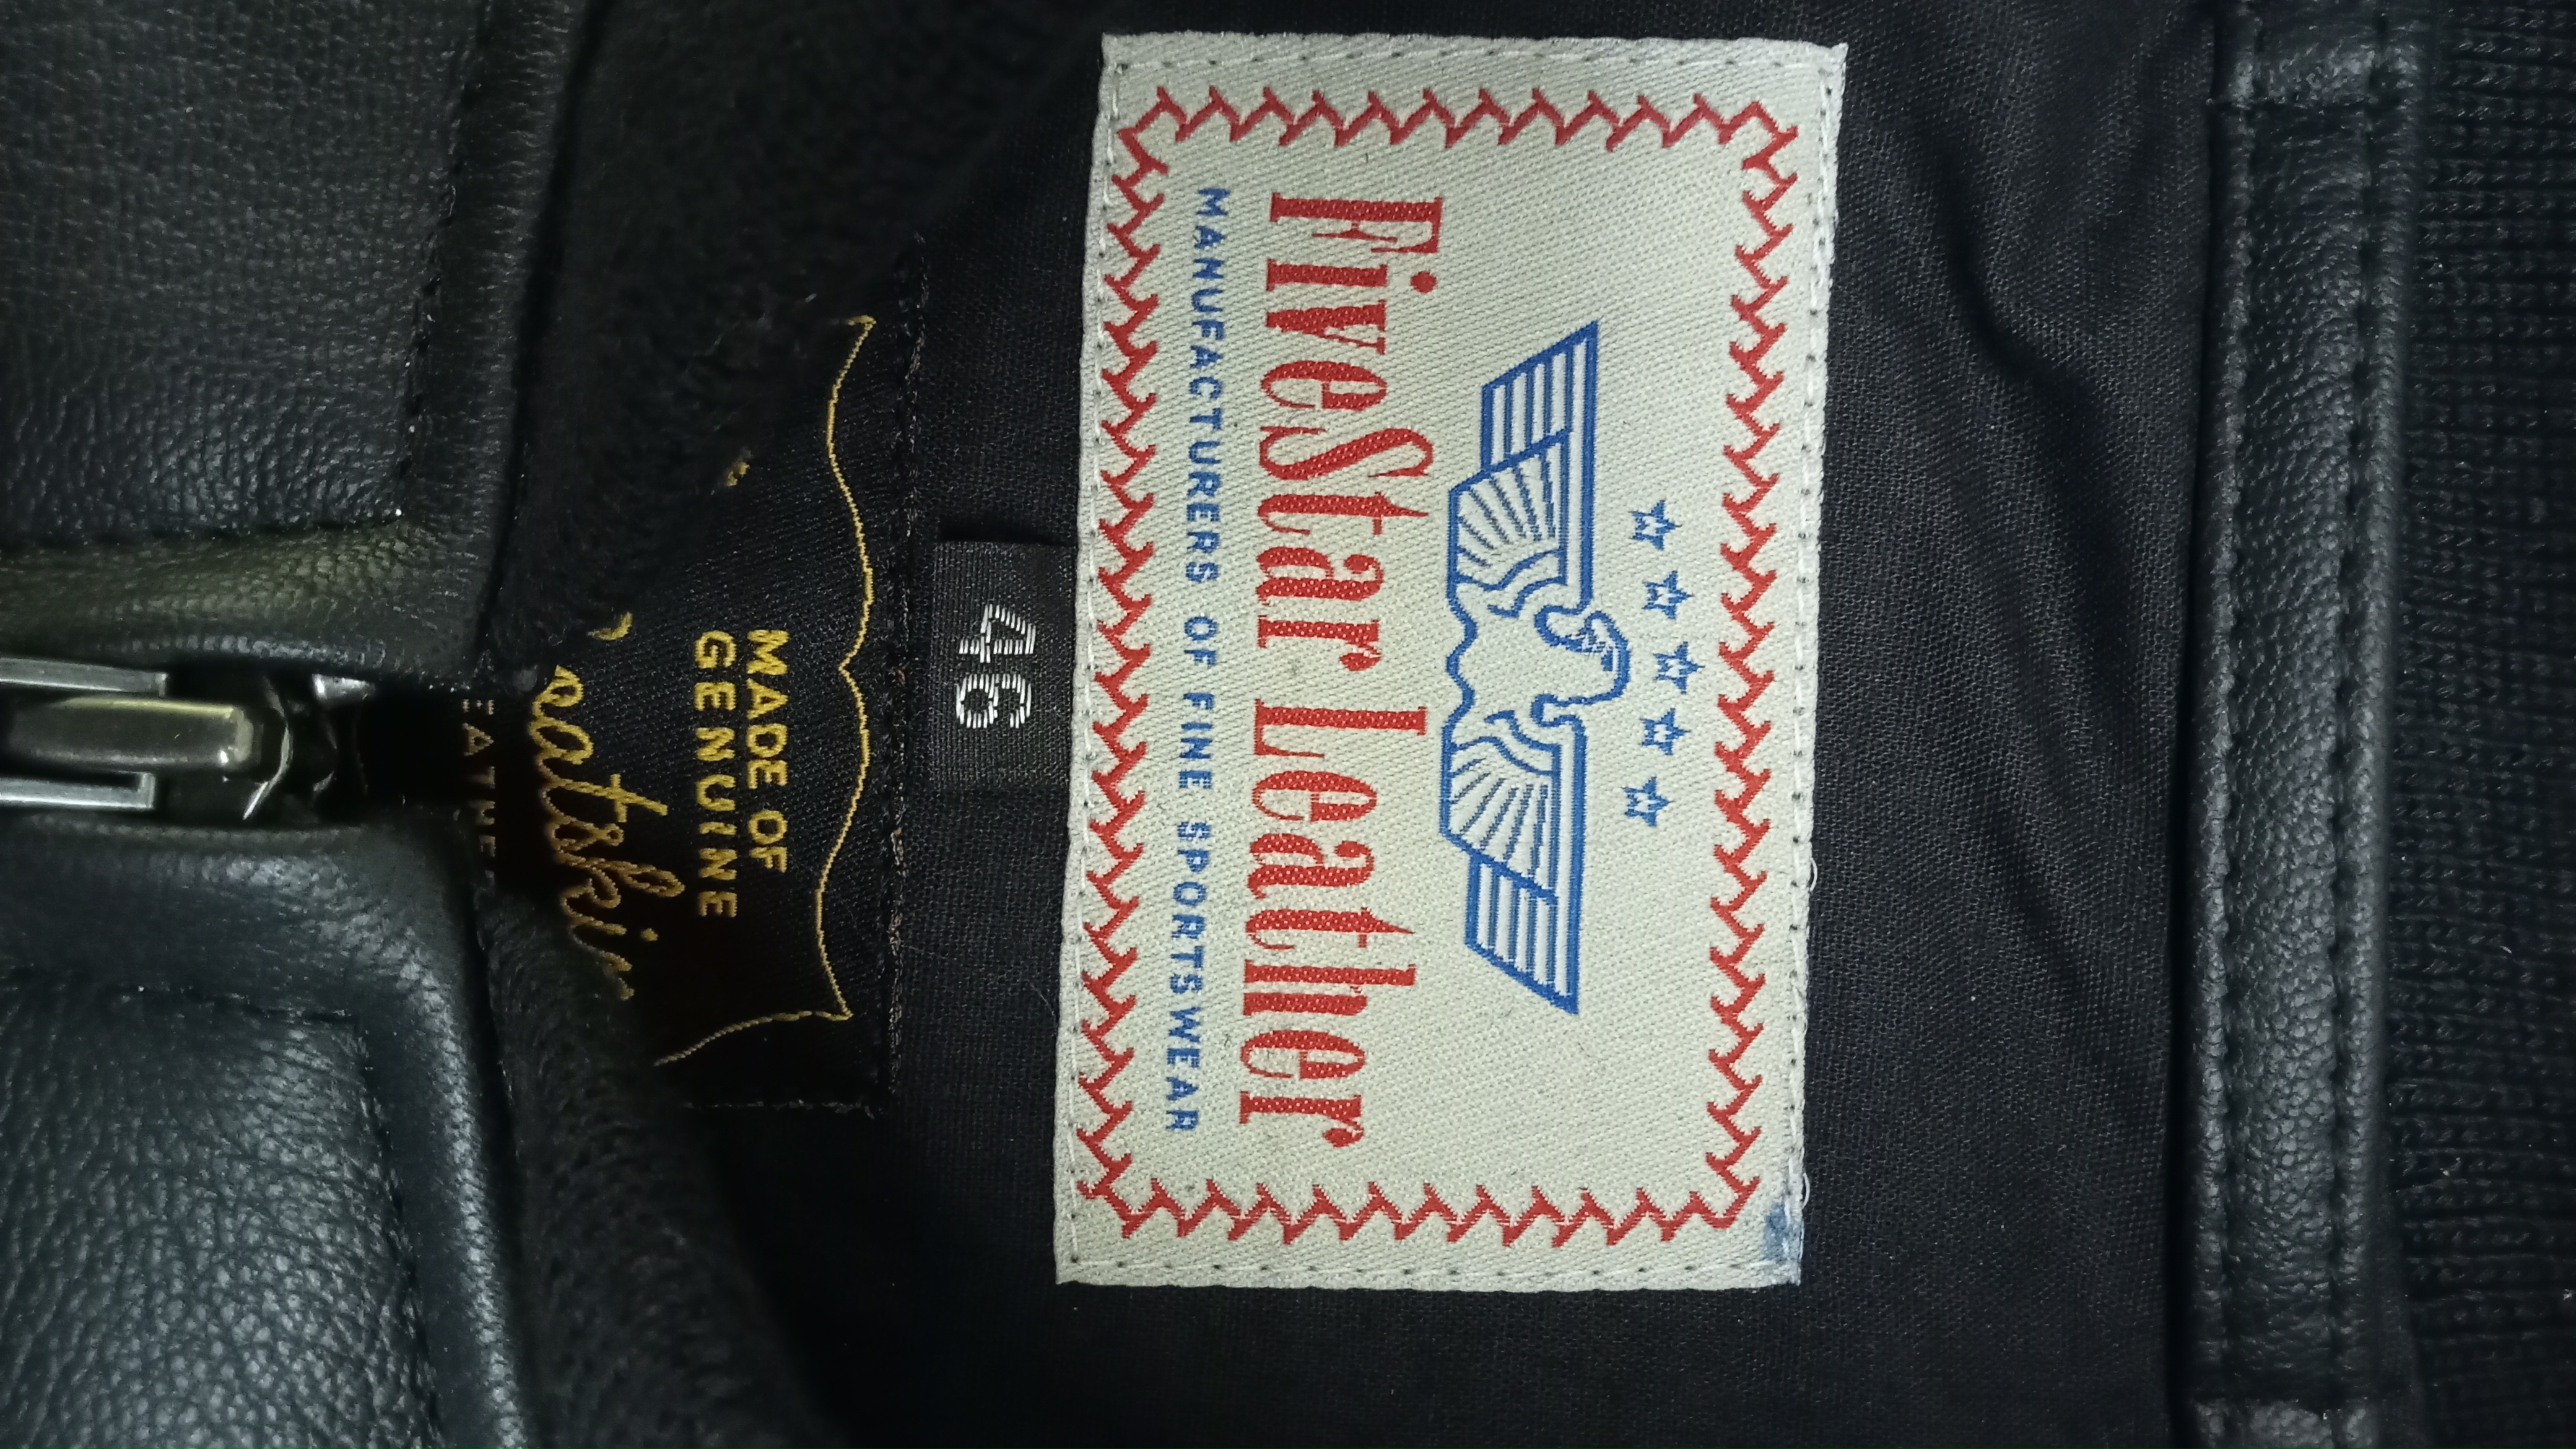 FiveStar Leather
MANUFACTURERS OF FINE SPORTSWEAR
46
MADE OF
GENUINE